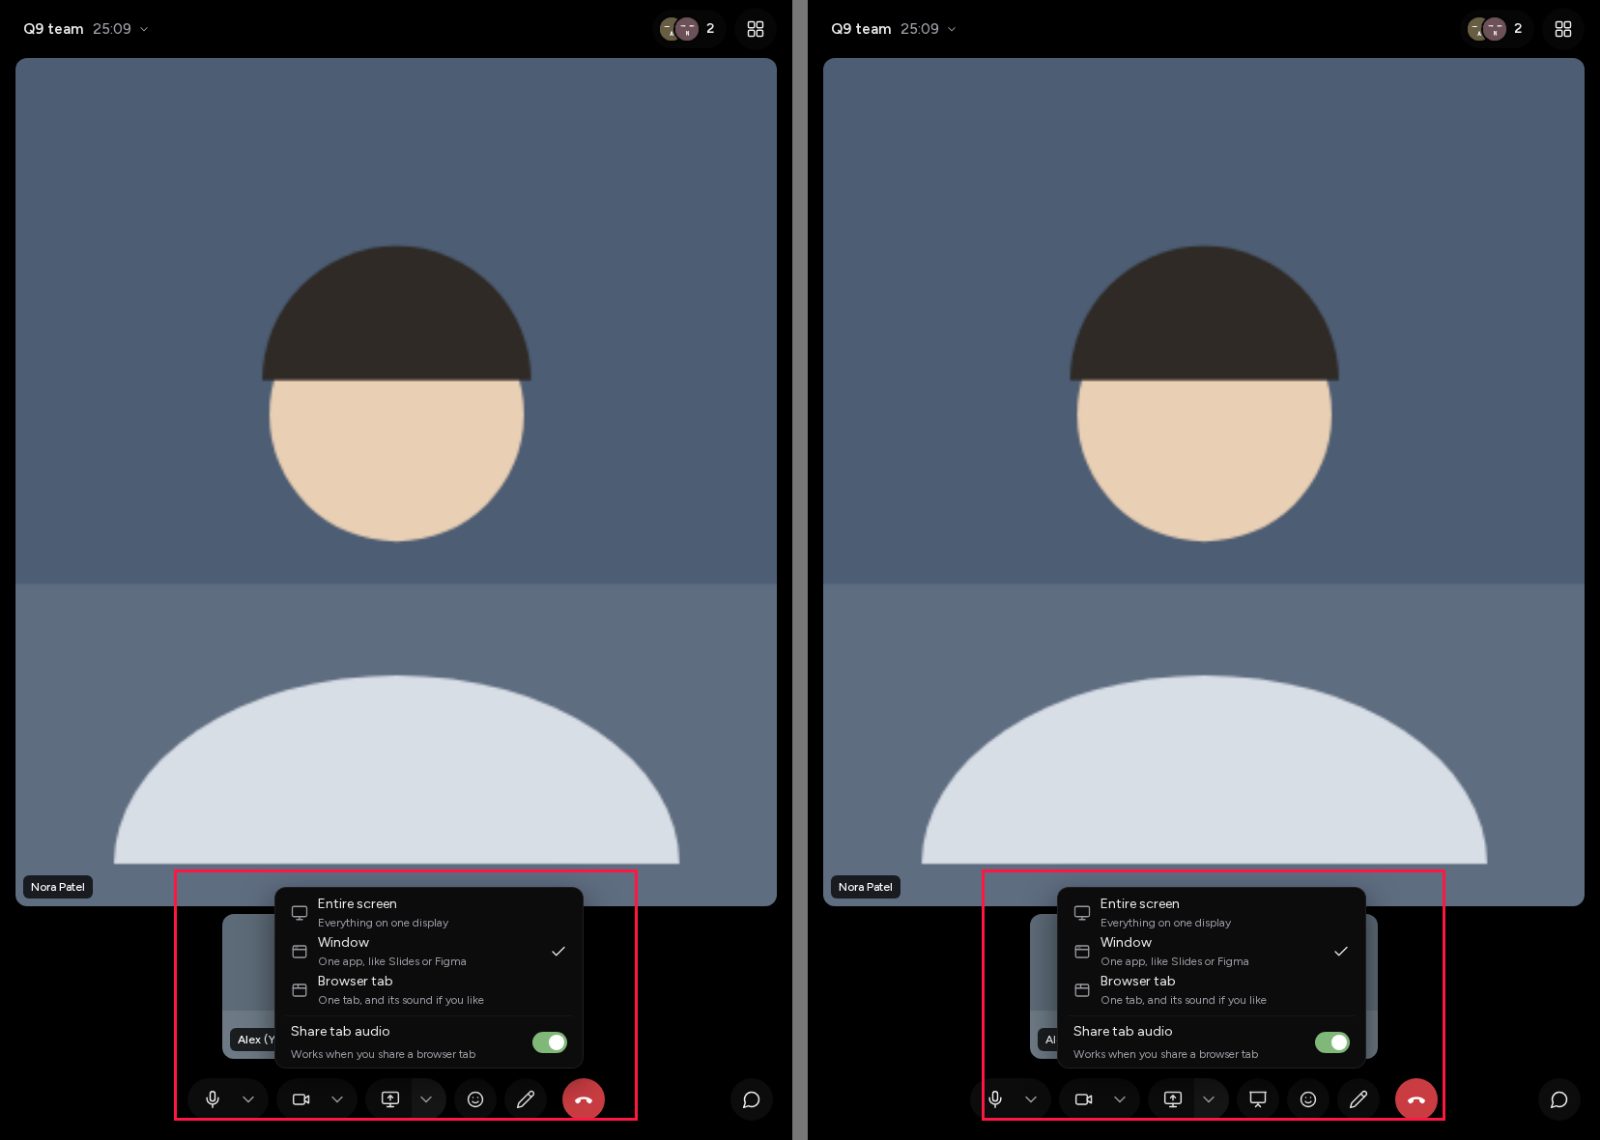 Q9 team 25:09
2
Nora Patel
Entire screen
Everything on one display
Window
One app, like Slides or Figma
Browser tab
One tab, and its sound if you like
Share tab audio
Works when you share a browser tab
Alex (Y
Q9 team 25:09
2
Nora Patel
Entire screen
Everything on one display
Window
One app, like Slides or Figma
Browser tab
One tab, and its sound if you like
Share tab audio
Works when you share a browser tab
Al